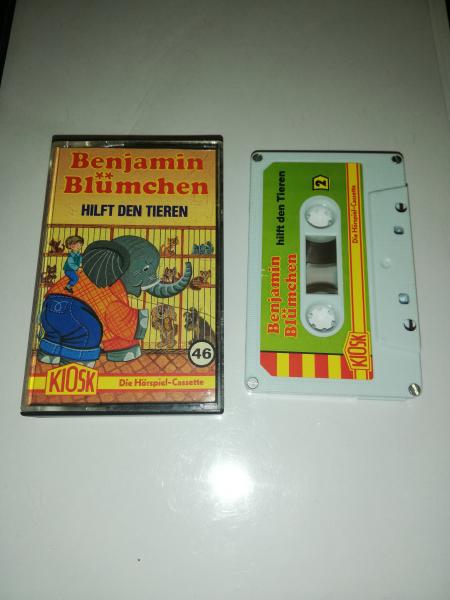 Benjamin
Blümchen
HILFT DEN TIEREN
46
KIOSK
Die Hörspiel-Cassette
Benjamin
Blümchen
hilft den Tieren
2
KIOSK
Die Hörspiel-Cassette